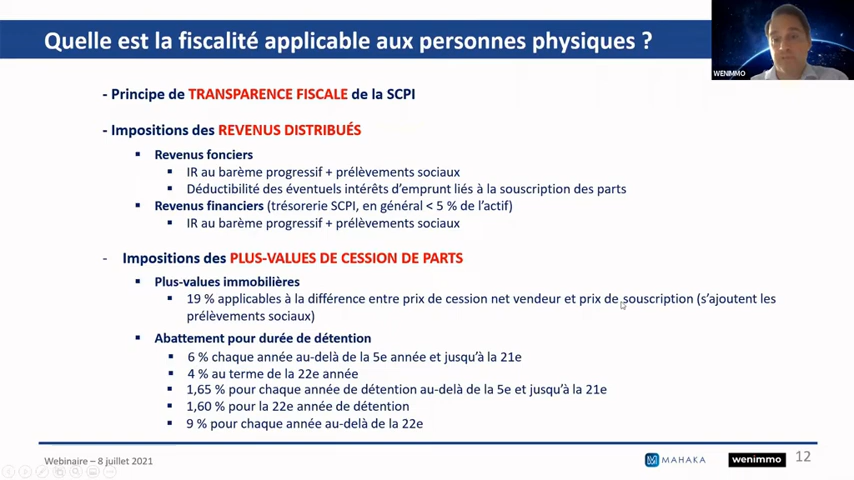 Quelle est la fiscalité applicable aux personnes physiques ?
WENIMMO
- Principe de TRANSPARENCE FISCALE de la SCPI
- Impositions des REVENUS DISTRIBUÉS
▪ Revenus fonciers
▪ IR au barème progressif + prélèvements sociaux
▪ Déductibilité des éventuels intérêts d'emprunt liés à la souscription des parts
▪ Revenus financiers (trésorerie SCPI, en général < 5 % de l'actif)
▪ IR au barème progressif + prélèvements sociaux
- Impositions des PLUS-VALUES DE CESSION DE PARTS
▪ Plus-values immobilières
▪ 19 % applicables à la différence entre prix de cession net vendeur et prix de souscription (s'ajoutent les
prélèvements sociaux)
▪ Abattement pour durée de détention
▪ 6 % chaque année au-delà de la 5e année et jusqu'à la 21e
▪ 4 % au terme de la 22e année
▪ 1,65 % pour chaque année de détention au-delà de la 5e et jusqu'à la 21e
▪ 1,60 % pour la 22e année de détention
▪ 9 % pour chaque année au-delà de la 22e
Webinaire – 8 juillet 2021
MAHAKA
wenimmo
12